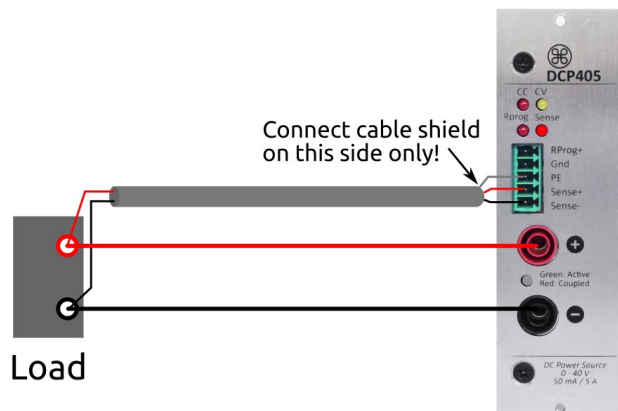 DCP405
CC CV
Rprog Sense
Connect cable shield
on this side only!
RProg+
Gnd
PE
Sense+
Sense-
+
Green: Active
Red: Coupled
−
Load
DC Power Source
0 - 40 V
50 mA / 5 A